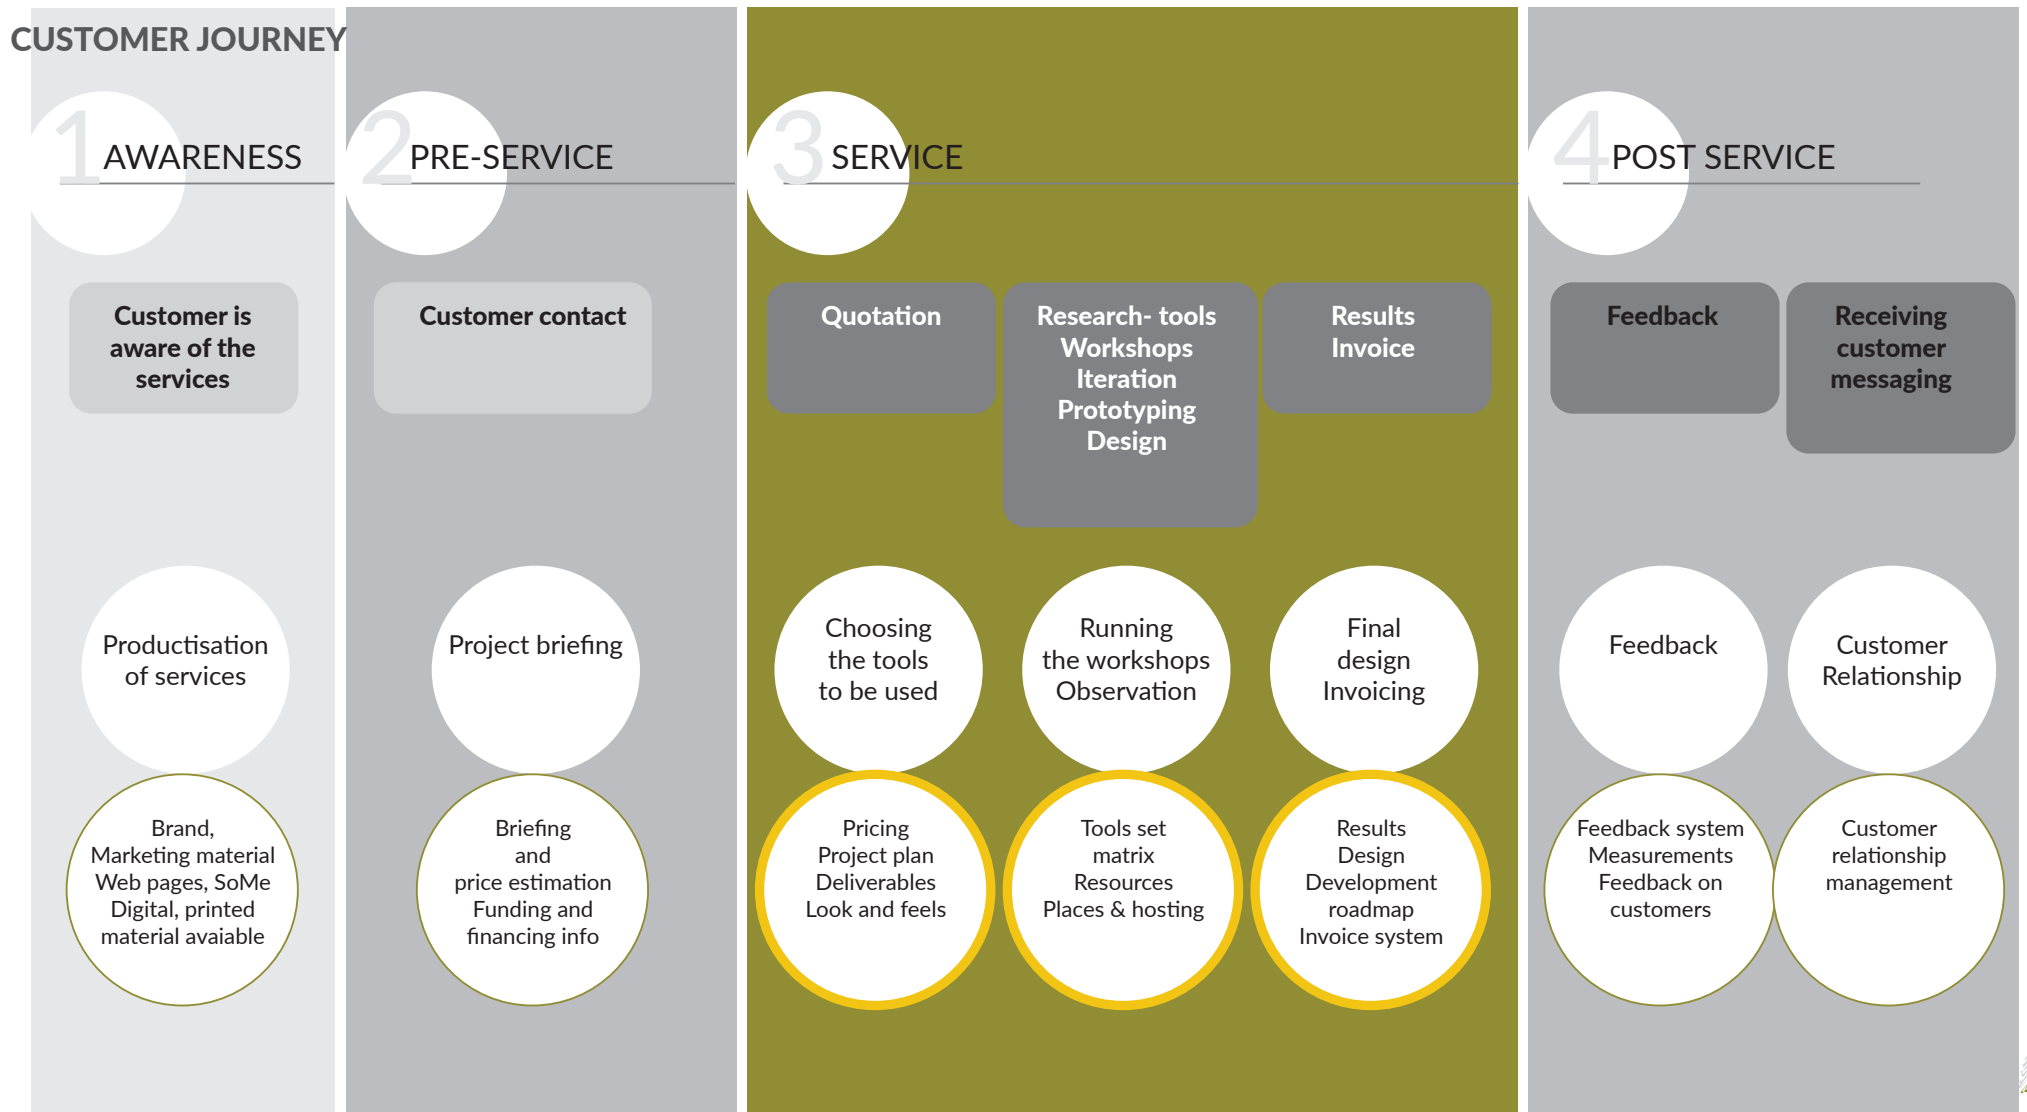 CUSTOMER JOURNEY
1 AWARENESS
2 PRE-SERVICE
3 SERVICE
4 POST SERVICE
Customer is
aware of the
services
Customer contact
Quotation
Research- tools
Workshops
Iteration
Prototyping
Design
Results
Invoice
Feedback
Receiving
customer
messaging
Productisation
of services
Project briefing
Choosing
the tools
to be used
Running
the workshops
Observation
Final
design
Invoicing
Feedback
Customer
Relationship
Brand,
Marketing material
Web pages, SoMe
Digital, printed
material avaiable
Briefing
and
price estimation
Funding and
financing info
Pricing
Project plan
Deliverables
Look and feels
Tools set
matrix
Resources
Places & hosting
Results
Design
Development
roadmap
Invoice system
Feedback system
Measurements
Feedback on
customers
Customer
relationship
management